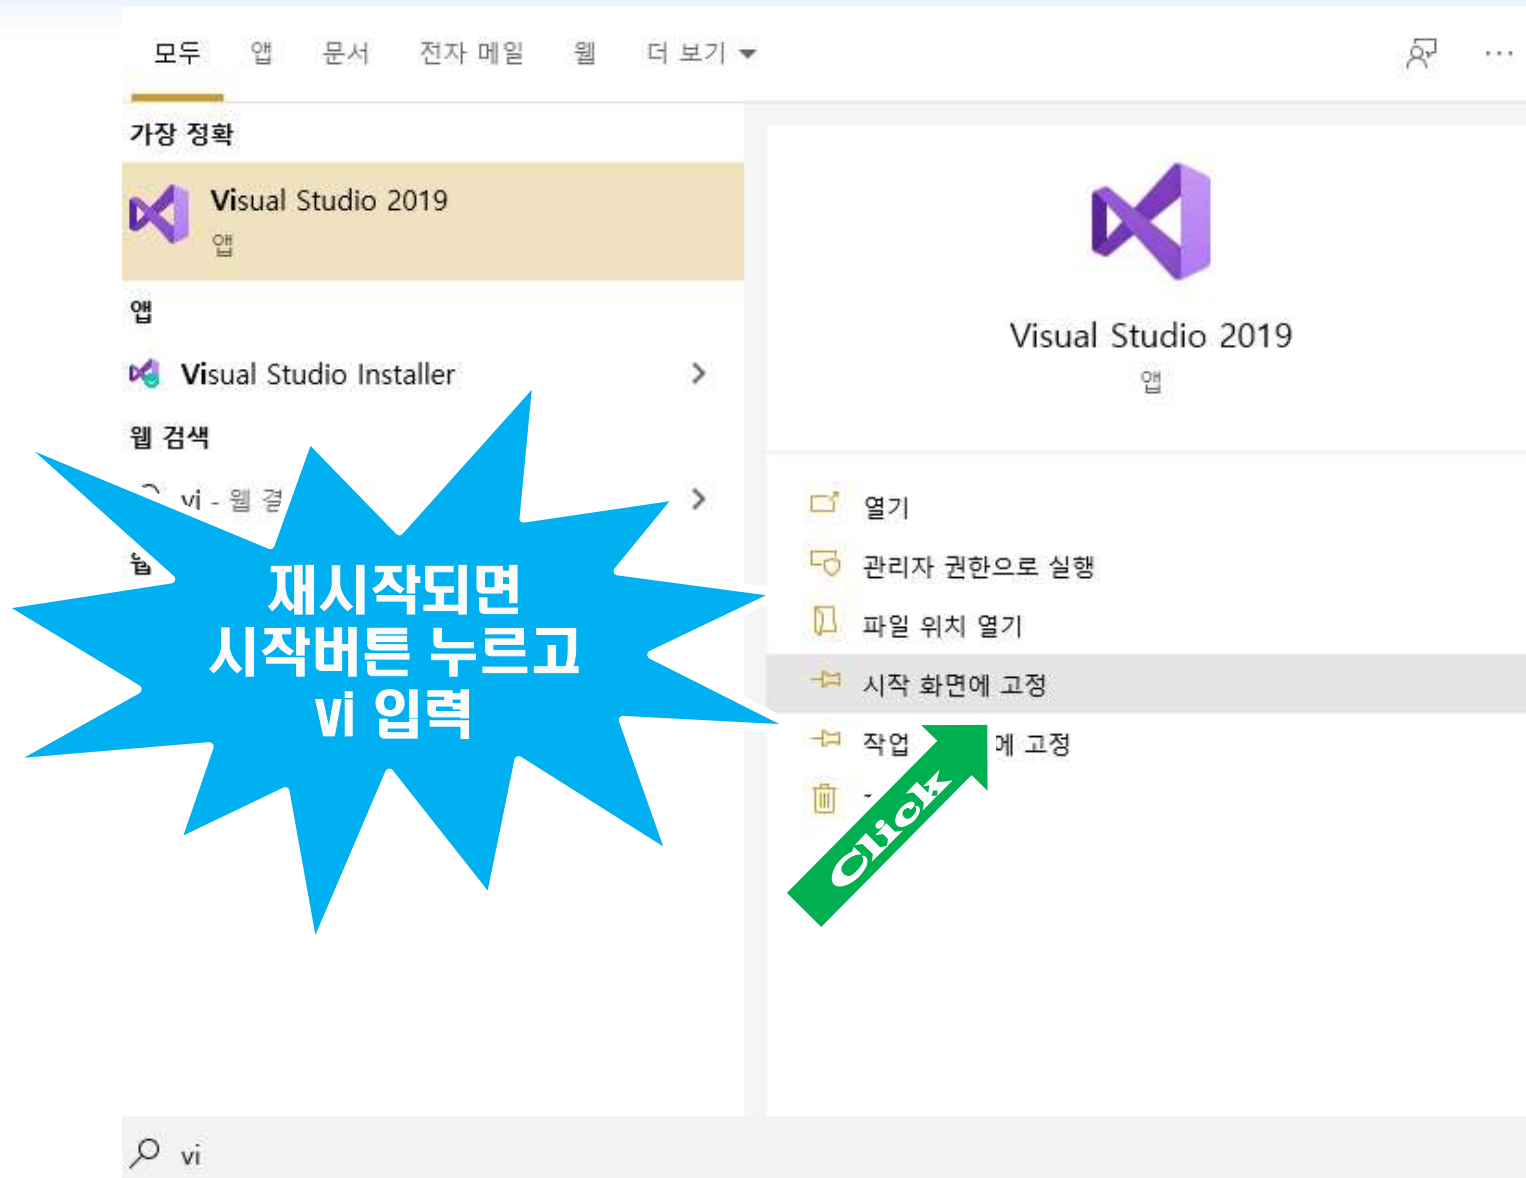 모두 앱 문서 전자 메일 웹 더 보기
가장 정확
Visual Studio 2019
앱
앱
Visual Studio Installer
웹 검색
vi - 웹 결
재시작되면
시작버튼 누르고
vi 입력
Visual Studio 2019
앱
열기
관리자 권한으로 실행
파일 위치 열기
시작 화면에 고정
작업 에 고정
Click
vi